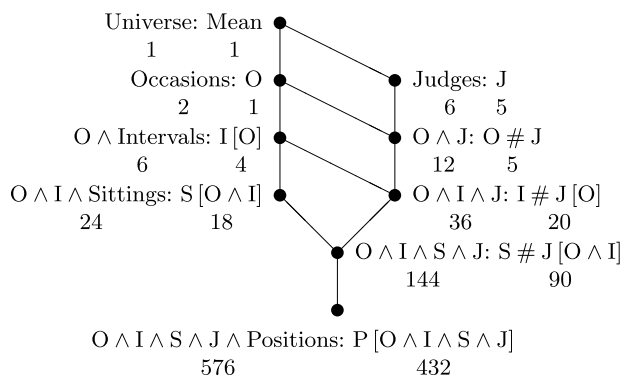 Universe: Mean
1 1
Occasions: O
2 1
Judges: J
6 5
O ∧ Intervals: I [O]
6 4
O ∧ J: O # J
12 5
O ∧ I ∧ Sittings: S [O ∧ I]
24 18
O ∧ I ∧ J: I # J [O]
36 20
O ∧ I ∧ S ∧ J: S # J [O ∧ I]
144 90
O ∧ I ∧ S ∧ J ∧ Positions: P [O ∧ I ∧ S ∧ J]
576 432